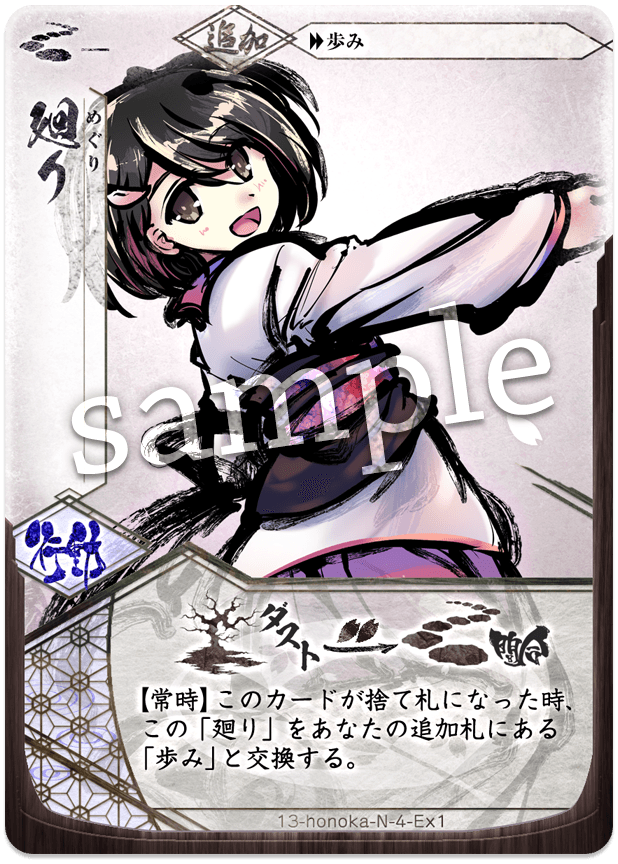 追加
▶▶歩み
廻り
めぐり
sample
行動
ダスト
間合
【常時】このカードが捨て札になった時、
この「廻り」をあなたの追加札にある
「歩み」と交換する。
13-honoka-N-4-Ex1